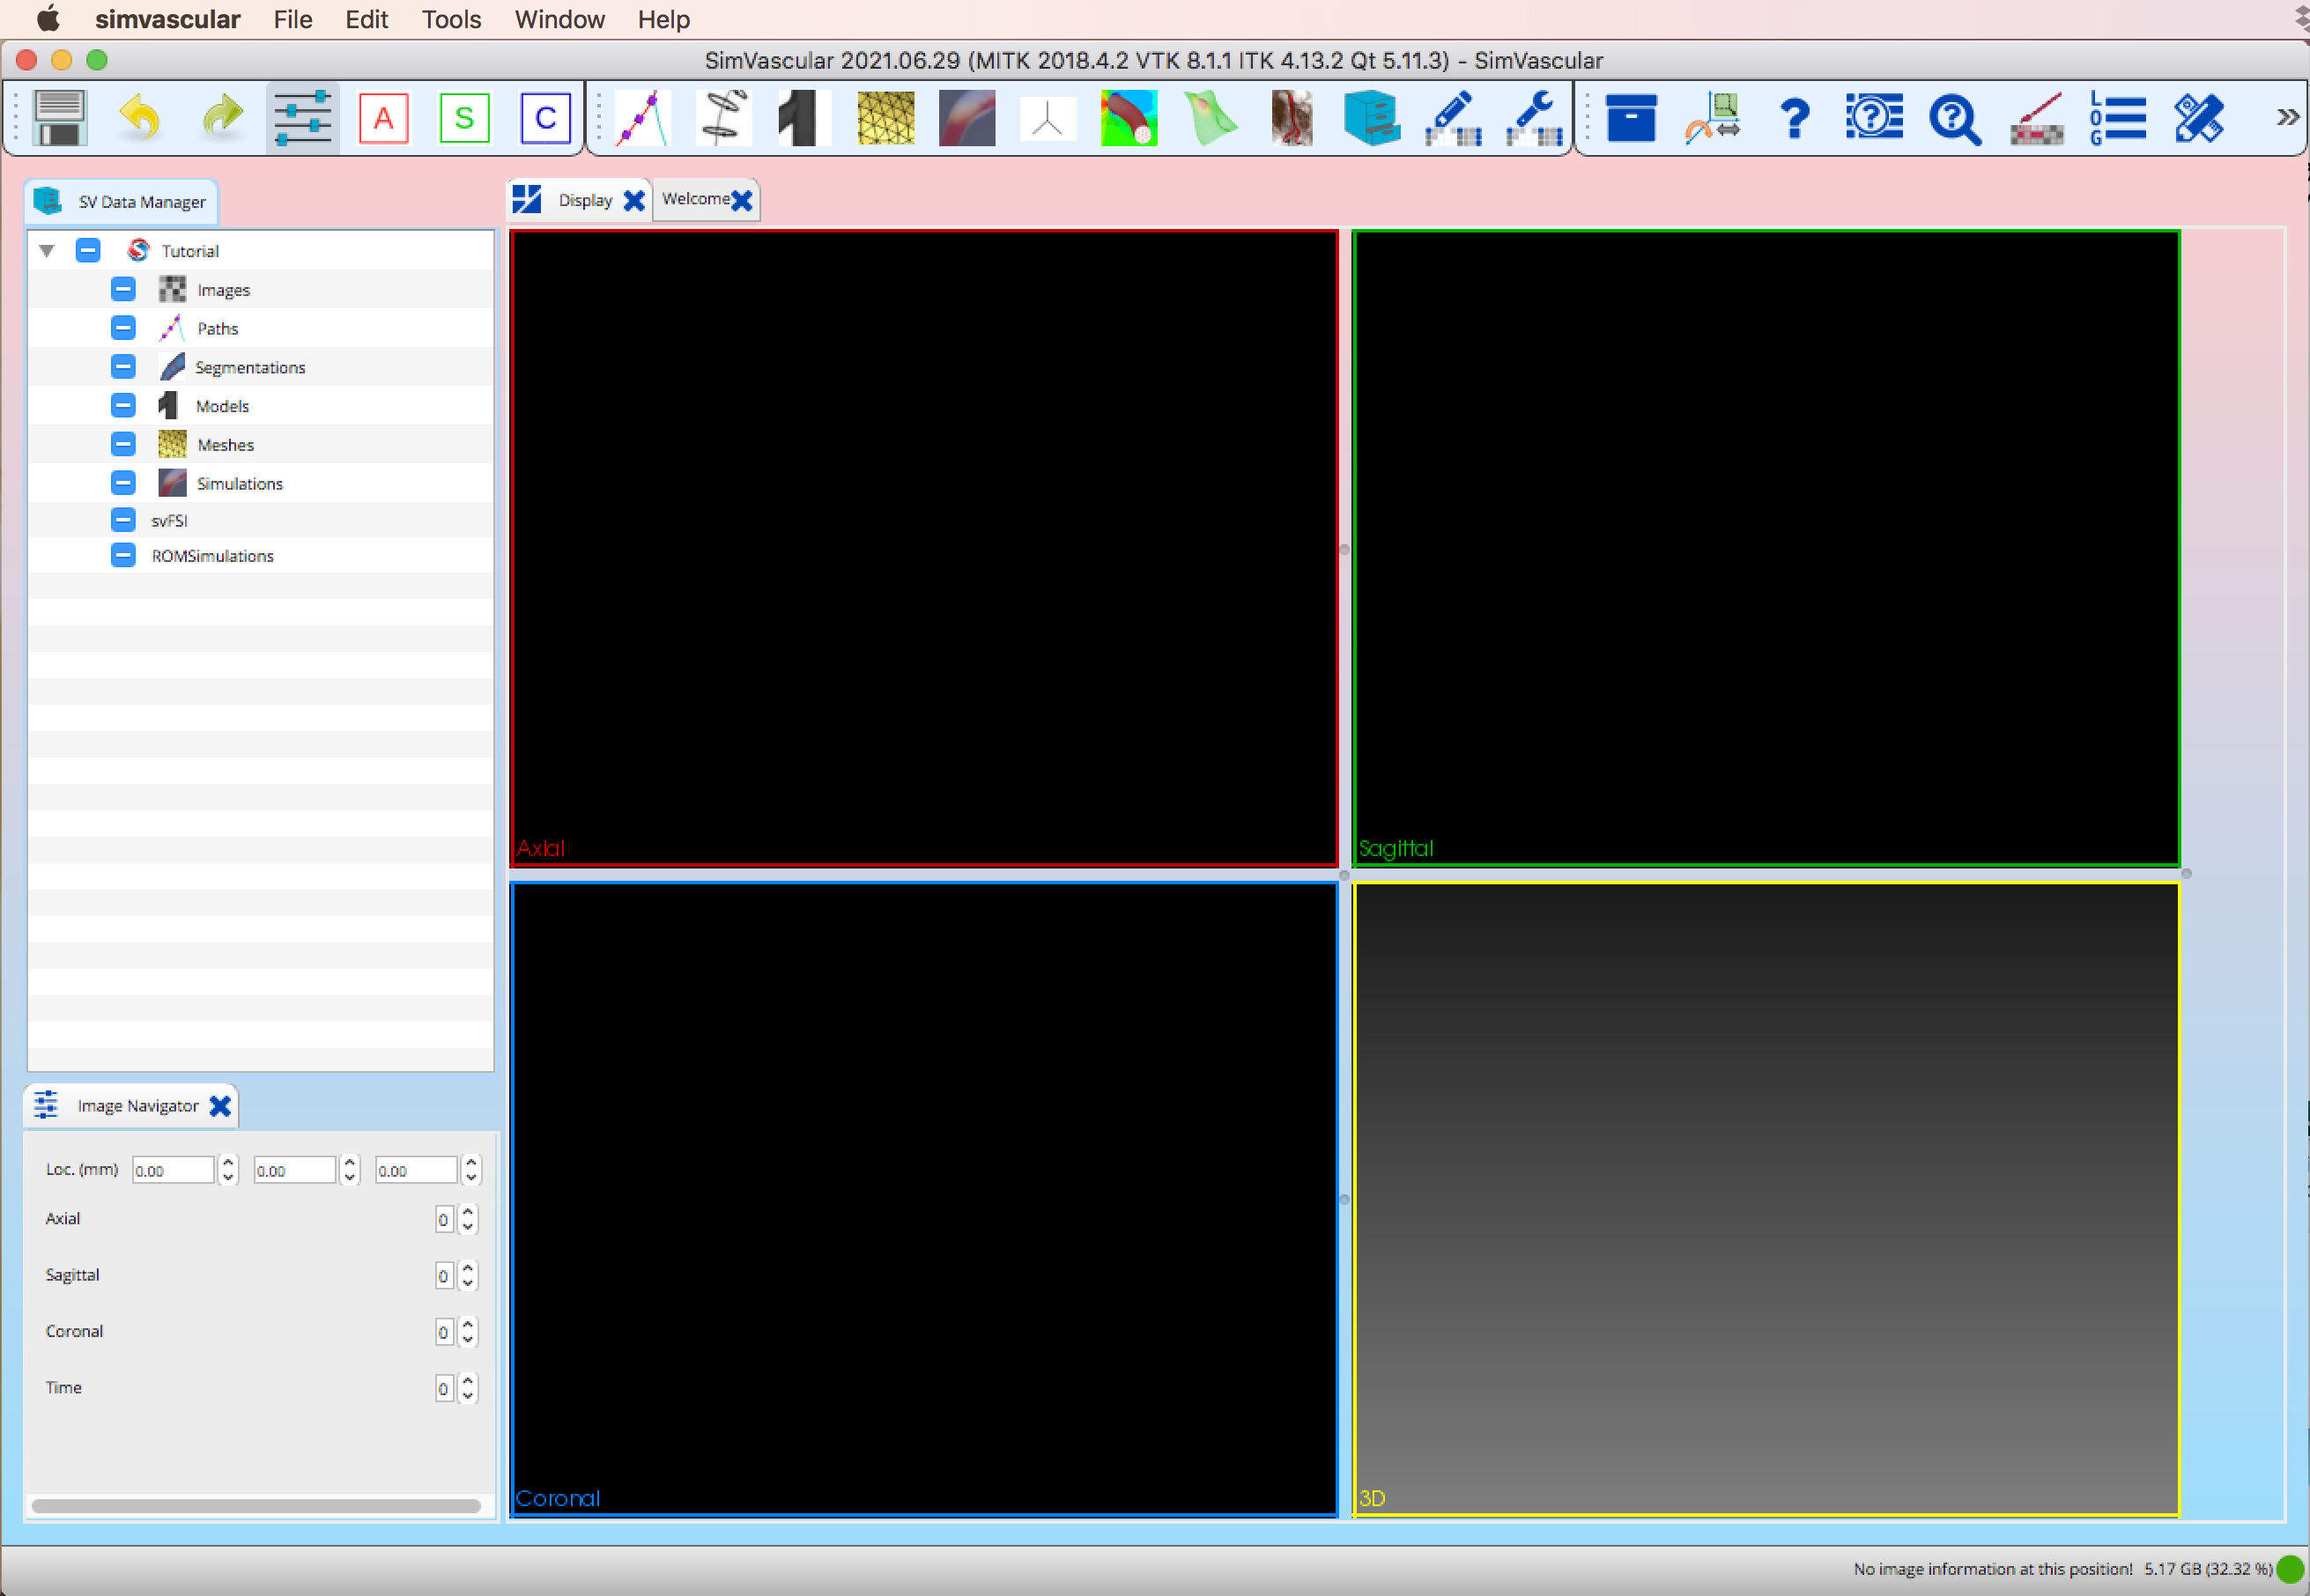 simvascular File Edit Tools Window Help
SimVascular 2021.06.29 (MITK 2018.4.2 VTK 8.1.1 ITK 4.13.2 Qt 5.11.3) - SimVascular
A S C ? ? ? LOG »
SV Data Manager
Display Welcome
Tutorial
Images
Paths
Segmentations
Models
Meshes
Simulations
svFSI
ROMSimulations
Axial
Sagittal
Coronal
3D
Image Navigator
Loc. (mm) 0.00 0.00 0.00
Axial 0
Sagittal 0
Coronal 0
Time 0
No image information at this position! 5.17 GB (32.32 %)